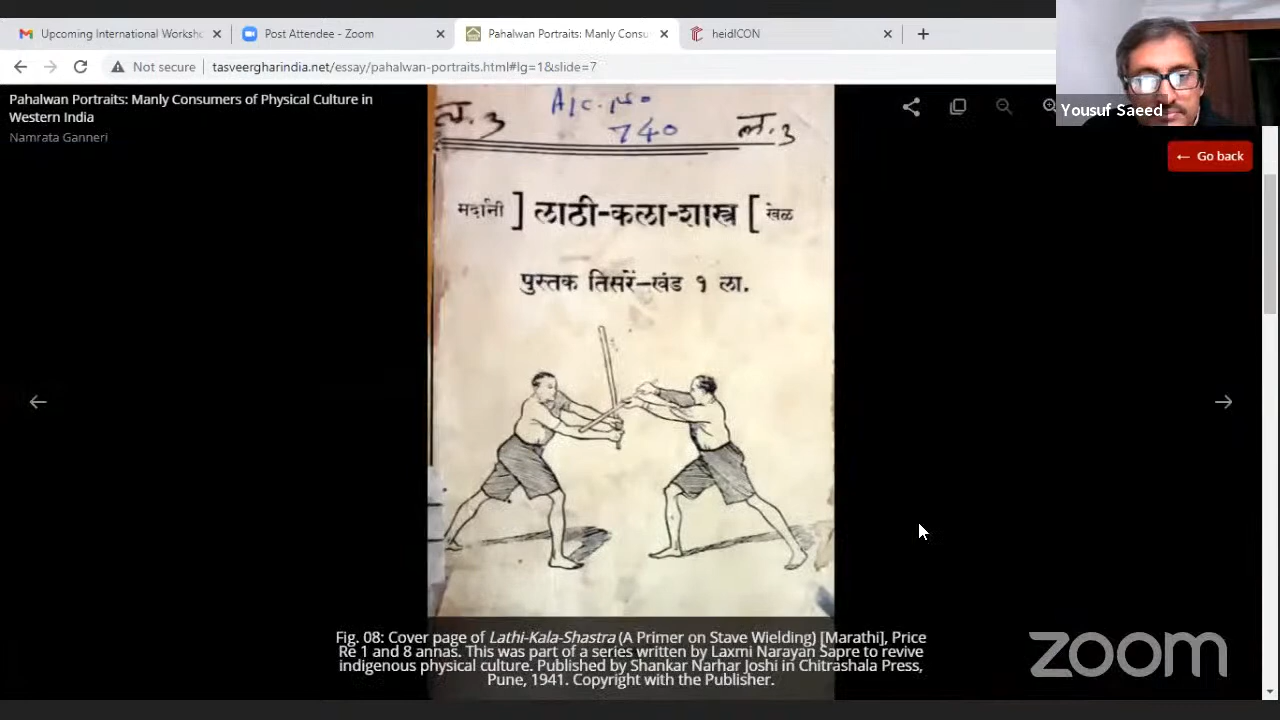 Upcoming International Worksho
Post Attendee - Zoom
Pahalwan Portraits: Manly Consu
heidICON
Not secure
tasveergharindia.net/essay/pahalwan-portraits.html#lg=1&slide=7
Yousuf Saeed
Pahalwan Portraits: Manly Consumers of Physical Culture in
Western India
Namrata Ganneri
← Go back
A/c. No
740
मर्दानी ] लाठी-कला-शास्त्र [ खेळ
पुस्तक तिसरें–खंड १ ला.
Fig. 08: Cover page of Lathi-Kala-Shastra (A Primer on Stave Wielding) [Marathi], Price
Re 1 and 8 annas. This was part of a series written by Laxmi Narayan Sapre to revive
indigenous physical culture. Published by Shankar Narhar Joshi in Chitrashala Press,
Pune, 1941. Copyright with the Publisher.
zoom